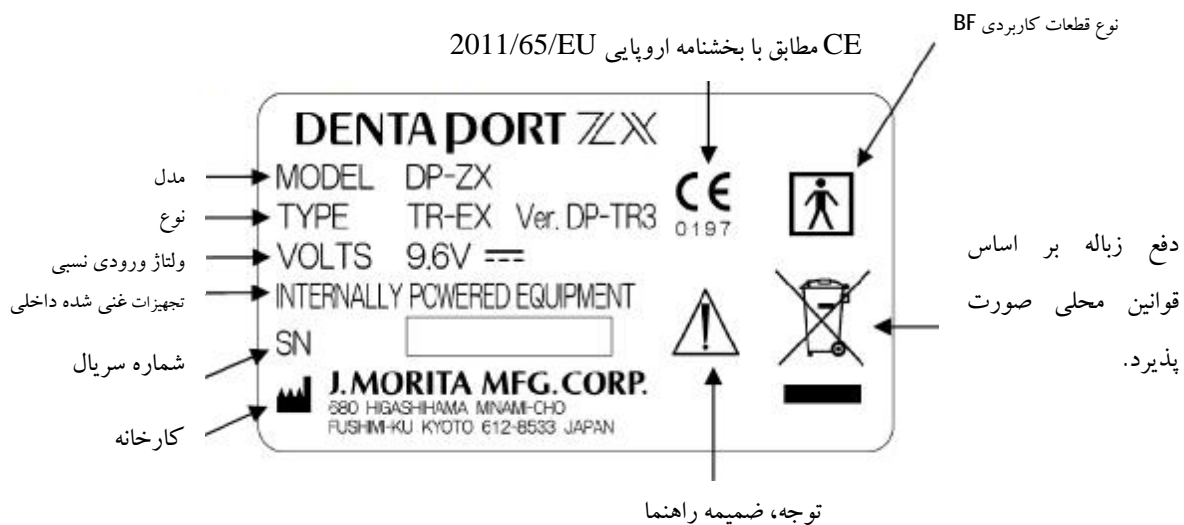 نوع قطعات کاربردی BF
CE مطابق با بخشنامه اروپایی 2011/65/EU
DENTAPORT ZX
مدل
MODEL DP-ZX
نوع
TYPE TR-EX Ver. DP-TR3
CE
0197
ولتاژ ورودی نسبی
VOLTS 9.6V
تجهیزات غنی شده داخلی
INTERNALLY POWERED EQUIPMENT
شماره سریال
SN
کارخانه
J.MORITA MFG.CORP.
680 HIGASHIHAMA MINAMI-CHO
FUSHIMI-KU KYOTO 612-8533 JAPAN
دفع زباله بر اساس
قوانین محلی صورت
پذیرد.
توجه، ضمیمه راهنما